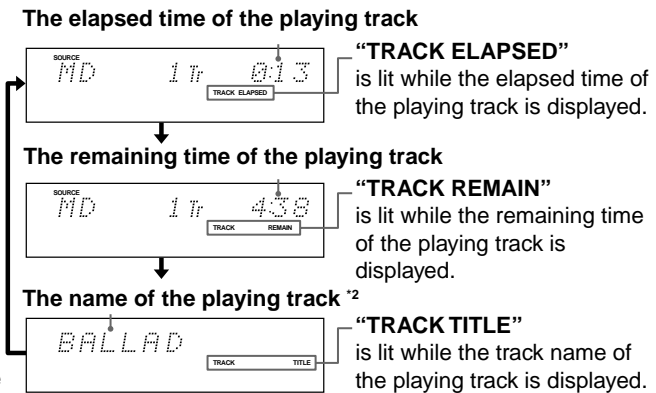 The elapsed time of the playing track
SOURCE
MD 1 Tr 0:13
TRACK ELAPSED
“TRACK ELAPSED”
is lit while the elapsed time of
the playing track is displayed.
The remaining time of the playing track
SOURCE
MD 1 Tr 4:38
TRACK REMAIN
“TRACK REMAIN”
is lit while the remaining time
of the playing track is
displayed.
The name of the playing track *2
BALLAD
TRACK TITLE
“TRACK TITLE”
is lit while the track name of
the playing track is displayed.